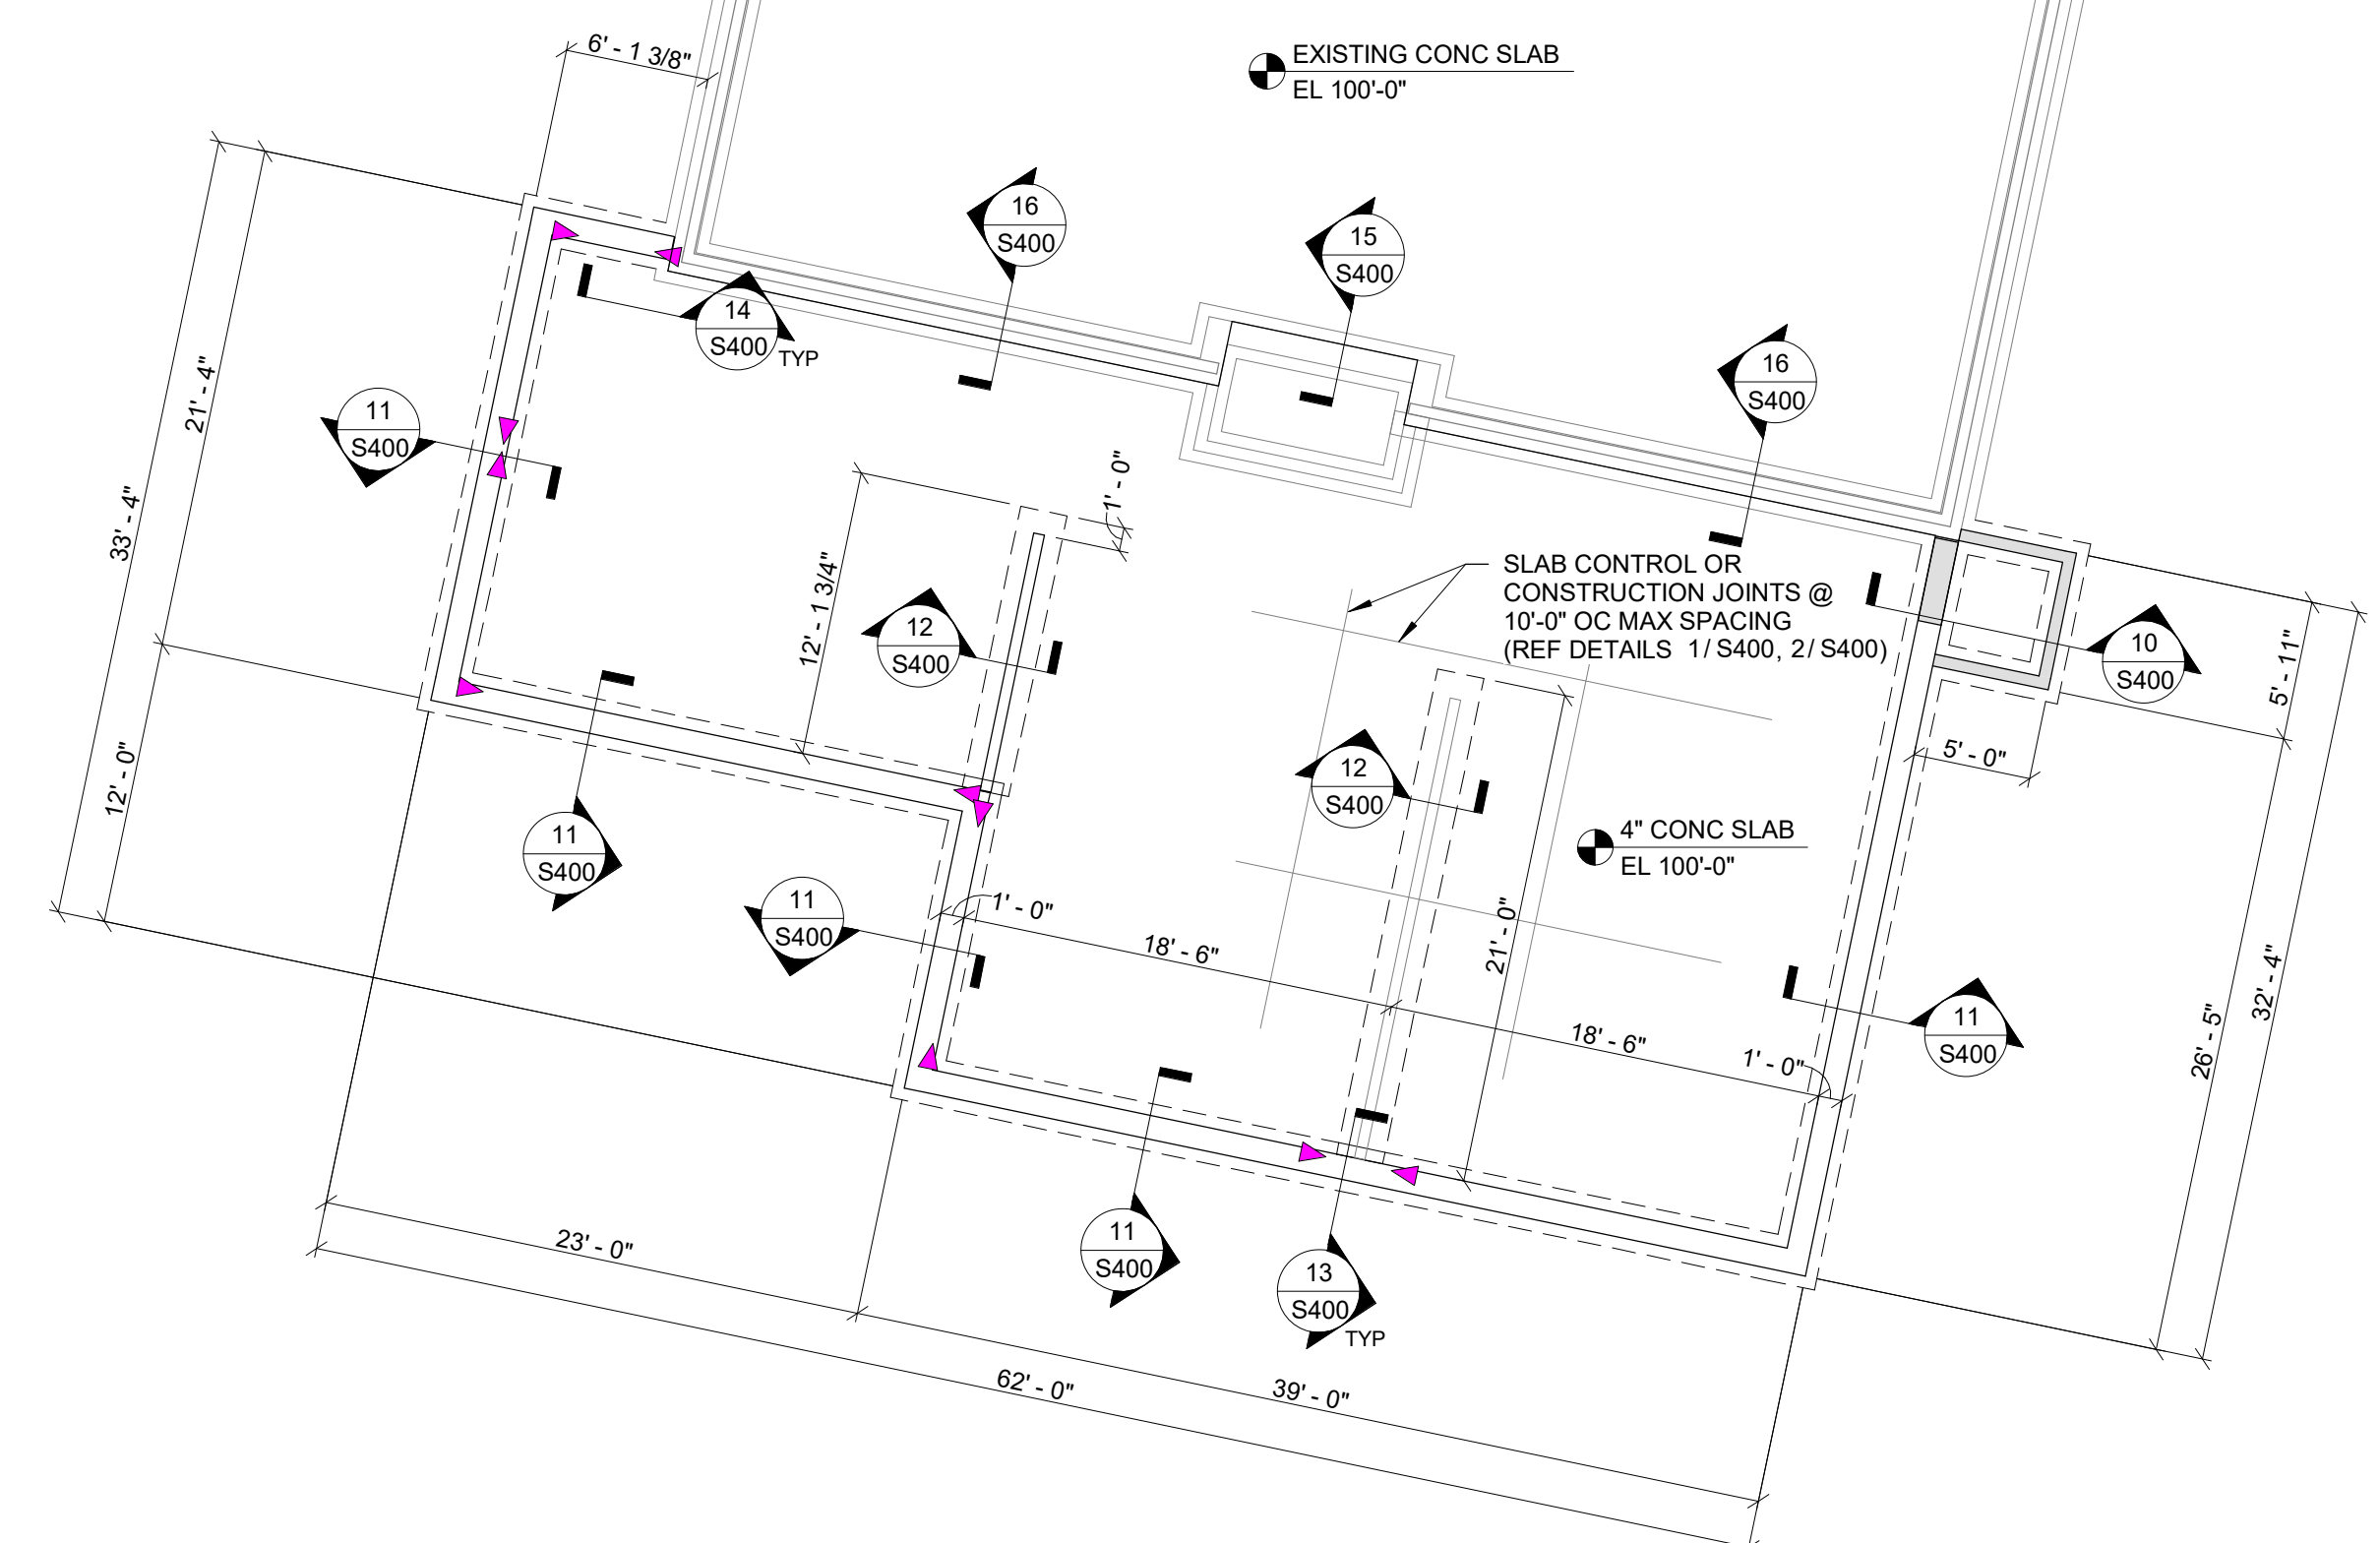 6' - 1 3/8"
EXISTING CONC SLAB
EL 100'-0"
16
S400
15
S400
14
S400
TYP
16
S400
11
S400
21' - 4"
33' - 4"
12' - 0"
1' - 0"
12' - 1 3/4"
12
S400
SLAB CONTROL OR
CONSTRUCTION JOINTS @
10'-0" OC MAX SPACING
(REF DETAILS 1/S400, 2/S400)
10
S400
5' - 11"
5' - 0"
12
S400
4" CONC SLAB
EL 100'-0"
11
S400
11
S400
1' - 0"
18' - 6"
21' - 0"
18' - 6"
1' - 0"
11
S400
26' - 5"
32' - 4"
11
S400
13
S400
TYP
23' - 0"
62' - 0"
39' - 0"